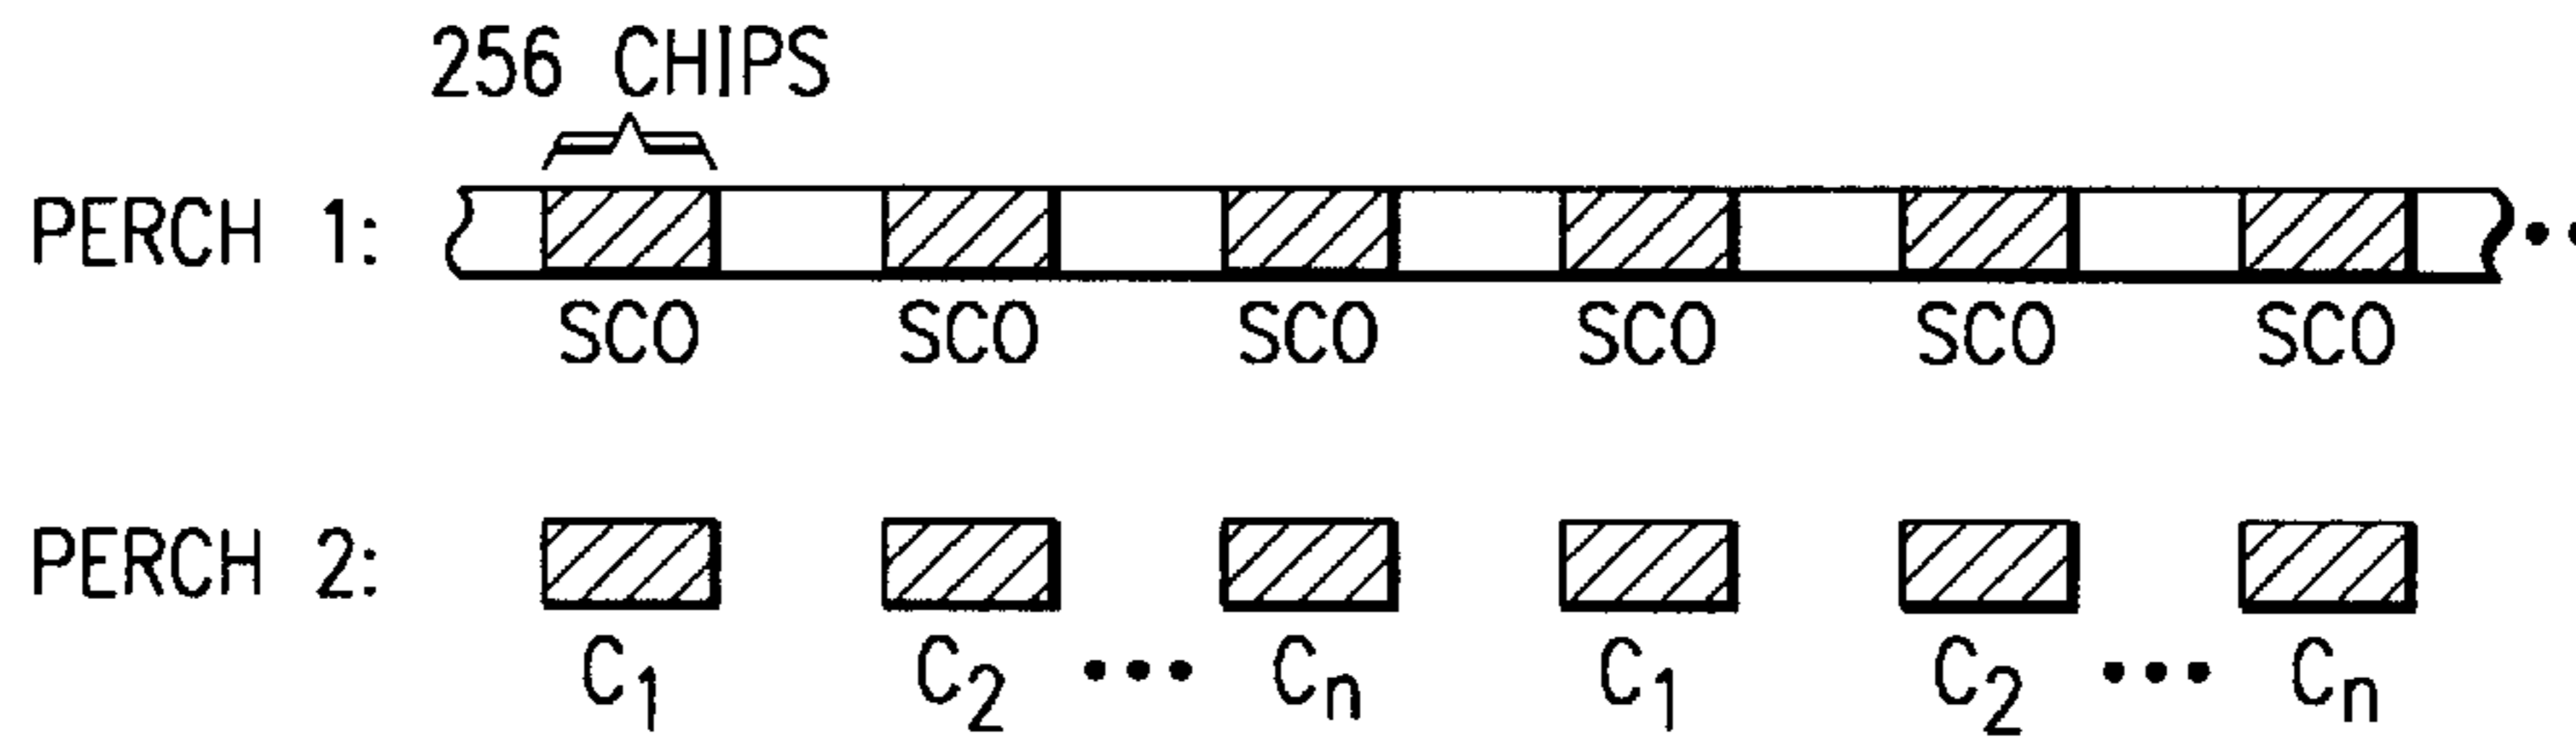 256 CHIPS
PERCH 1:
SCO SCO SCO SCO SCO SCO
PERCH 2:
C1 C2 ••• Cn C1 C2 ••• Cn